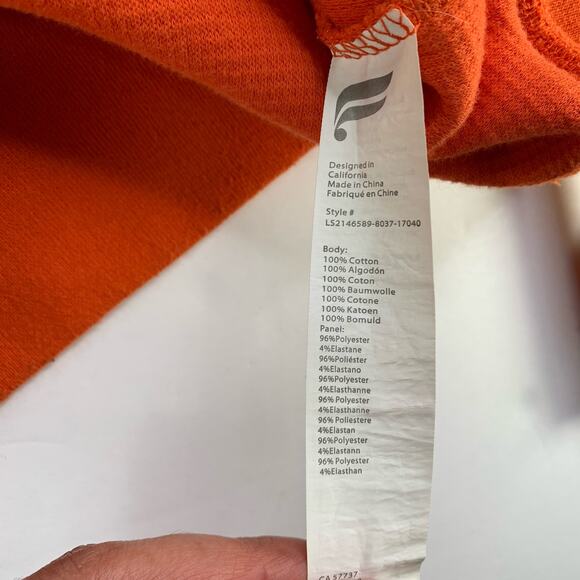 Designed in
California
Made in China
Fabriqué en Chine
Style #
LS2146589-8037-17040
Body:
100% Cotton
100% Algodón
100% Coton
100% Baumwolle
100% Cotone
100% Katoen
100% Bomuld
Panel:
96%Polyester
4%Elastane
96%Poliéster
4%Elastano
96%Polyester
4%Elasthanne
96% Polyester
4%Elasthanne
96% Poliestere
4%Elastan
96%Polyester
4%Elastann
96% Polyester
4%Elasthan
CA 57737